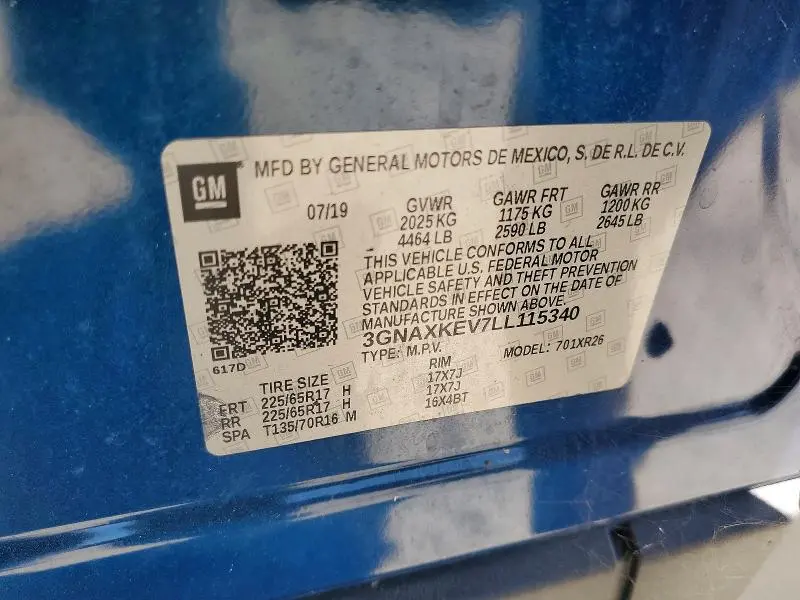 GM
MFD BY GENERAL MOTORS DE MEXICO, S. DE R.L. DE C.V.
07/19 GVWR GAWR FRT GAWR RR
2025 KG 1175 KG 1200 KG
4464 LB 2590 LB 2645 LB
THIS VEHICLE CONFORMS TO ALL
APPLICABLE U.S. FEDERAL MOTOR
VEHICLE SAFETY AND THEFT PREVENTION
STANDARDS IN EFFECT ON THE DATE OF
MANUFACTURE SHOWN ABOVE.
3GNAXKEV7LL115340
TYPE: M.P.V. MODEL: 701XR26
617D
TIRE SIZE RIM
FRT 225/65R17 H 17X7J
RR 225/65R17 H 17X7J
SPA T135/70R16 M 16X4BT